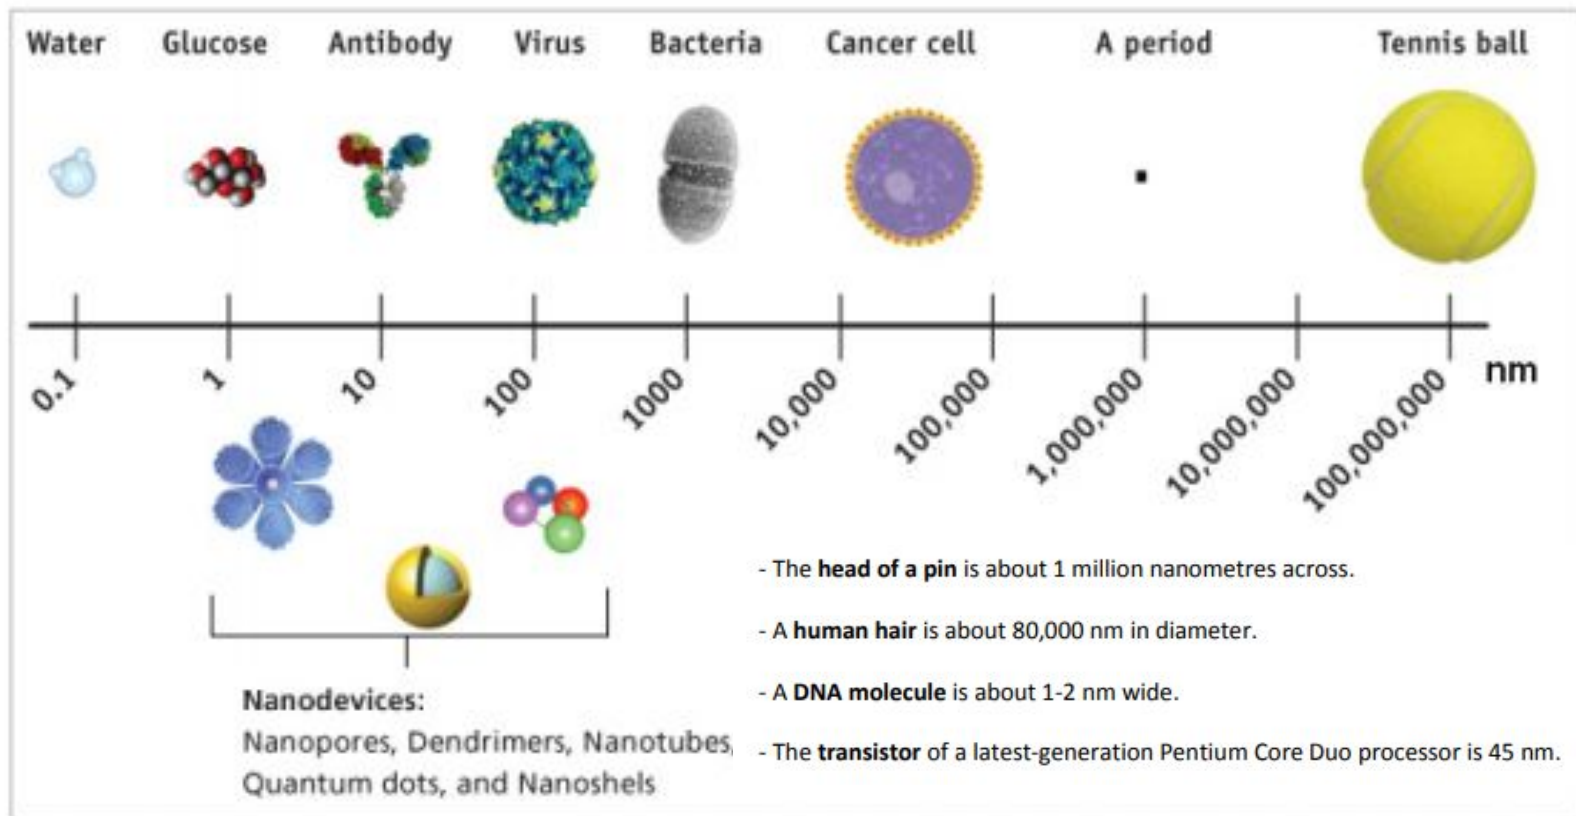 Water Glucose Antibody Virus Bacteria Cancer cell A period Tennis ball
0.1 1 10 100 1000 10,000 100,000 1,000,000 10,000,000 100,000,000 nm
- The head of a pin is about 1 million nanometres across.
- A human hair is about 80,000 nm in diameter.
- A DNA molecule is about 1-2 nm wide.
- The transistor of a latest-generation Pentium Core Duo processor is 45 nm.
Nanodevices:
Nanopores, Dendrimers, Nanotubes,
Quantum dots, and Nanoshels